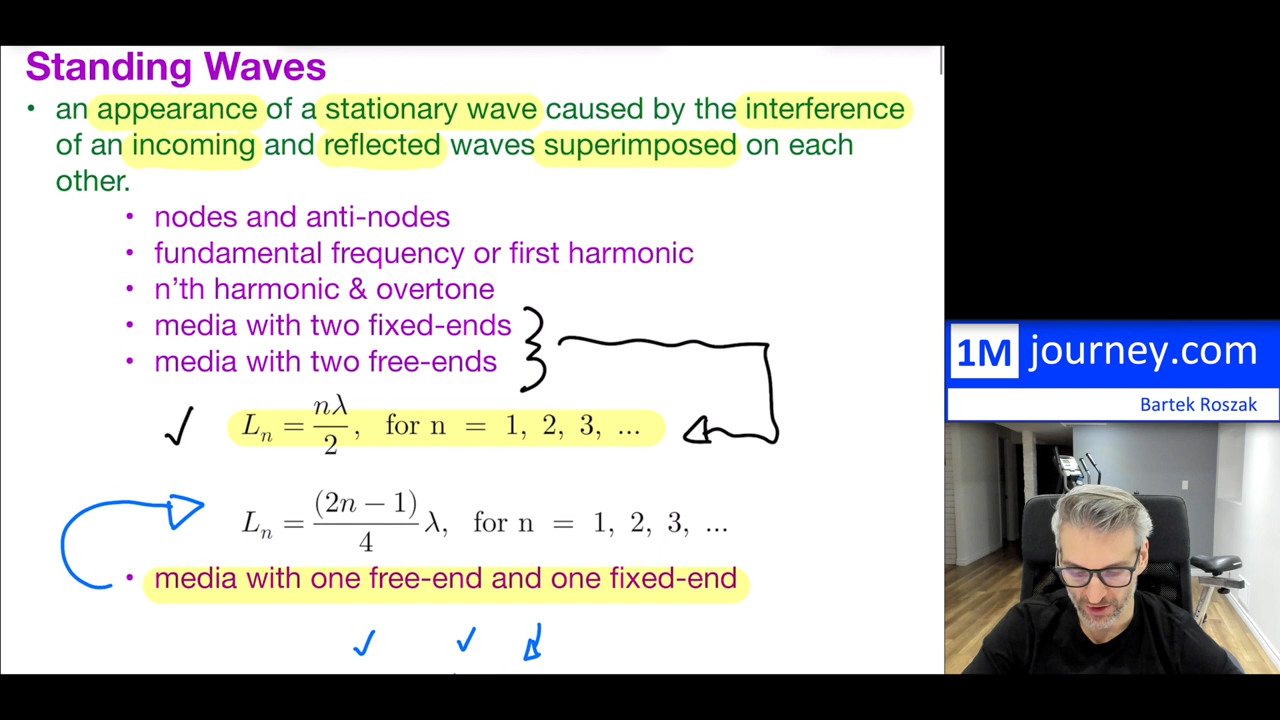 Standing Waves
• an appearance of a stationary wave caused by the interference
of an incoming and reflected waves superimposed on each
other.
• nodes and anti-nodes
• fundamental frequency or first harmonic
• n’th harmonic & overtone
• media with two fixed-ends
• media with two free-ends
Lₙ = nλ/2, for n = 1, 2, 3, ...
Lₙ = (2n − 1)/4 λ, for n = 1, 2, 3, ...
• media with one free-end and one fixed-end
1M journey.com
Bartek Roszak